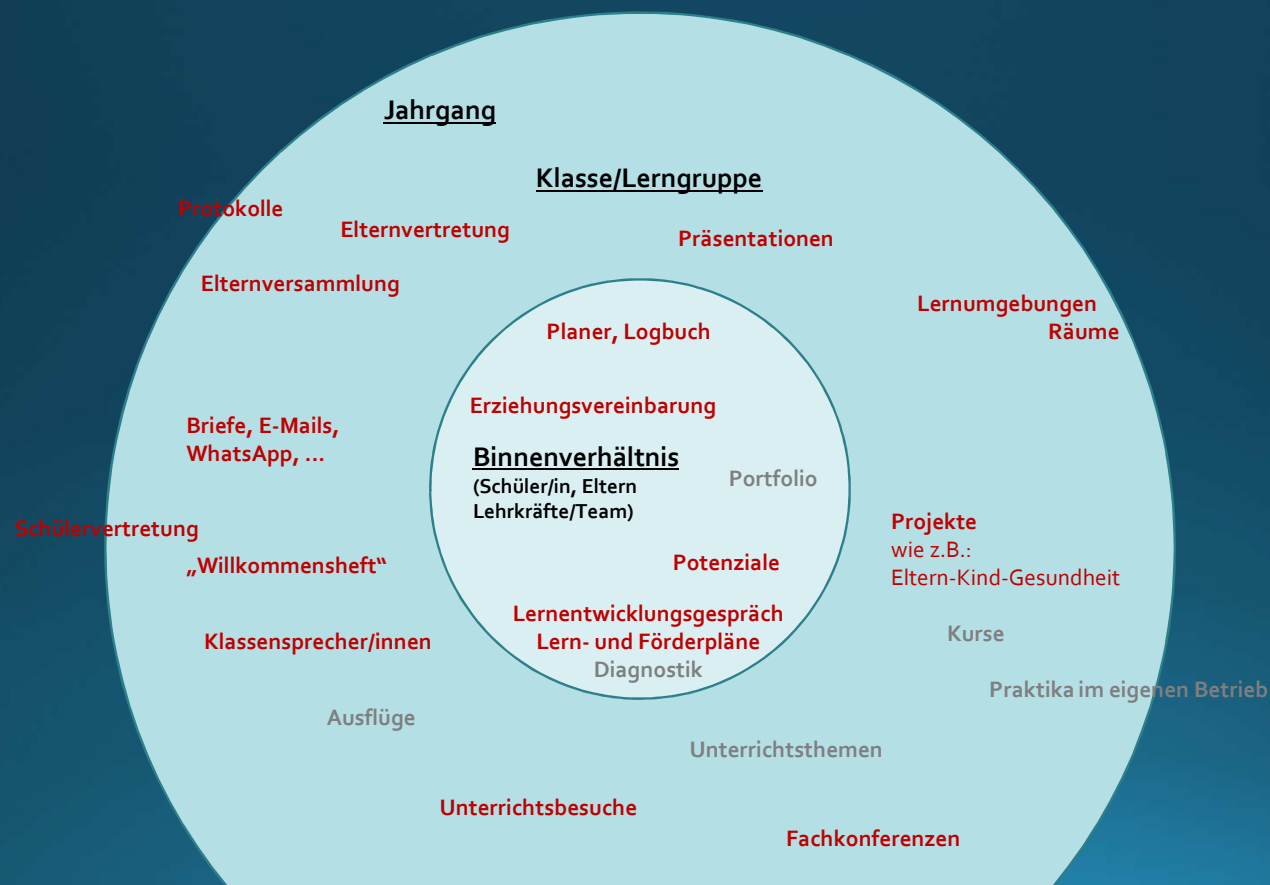 Jahrgang
Klasse/Lerngruppe
Protokolle
Elternvertretung
Präsentationen
Elternversammlung
Lernumgebungen
Räume
Planer, Logbuch
Erziehungsvereinbarung
Briefe, E-Mails,
WhatsApp, ...
Binnenverhältnis
(Schüler/in, Eltern
Lehrkräfte/Team)
Portfolio
Schülervertretung
„Willkommensheft“
Projekte
wie z.B.:
Eltern-Kind-Gesundheit
Potenziale
Lernentwicklungsgespräch
Lern- und Förderpläne
Diagnostik
Klassensprecher/innen
Kurse
Praktika im eigenen Betrieb
Ausflüge
Unterrichtsthemen
Unterrichtsbesuche
Fachkonferenzen